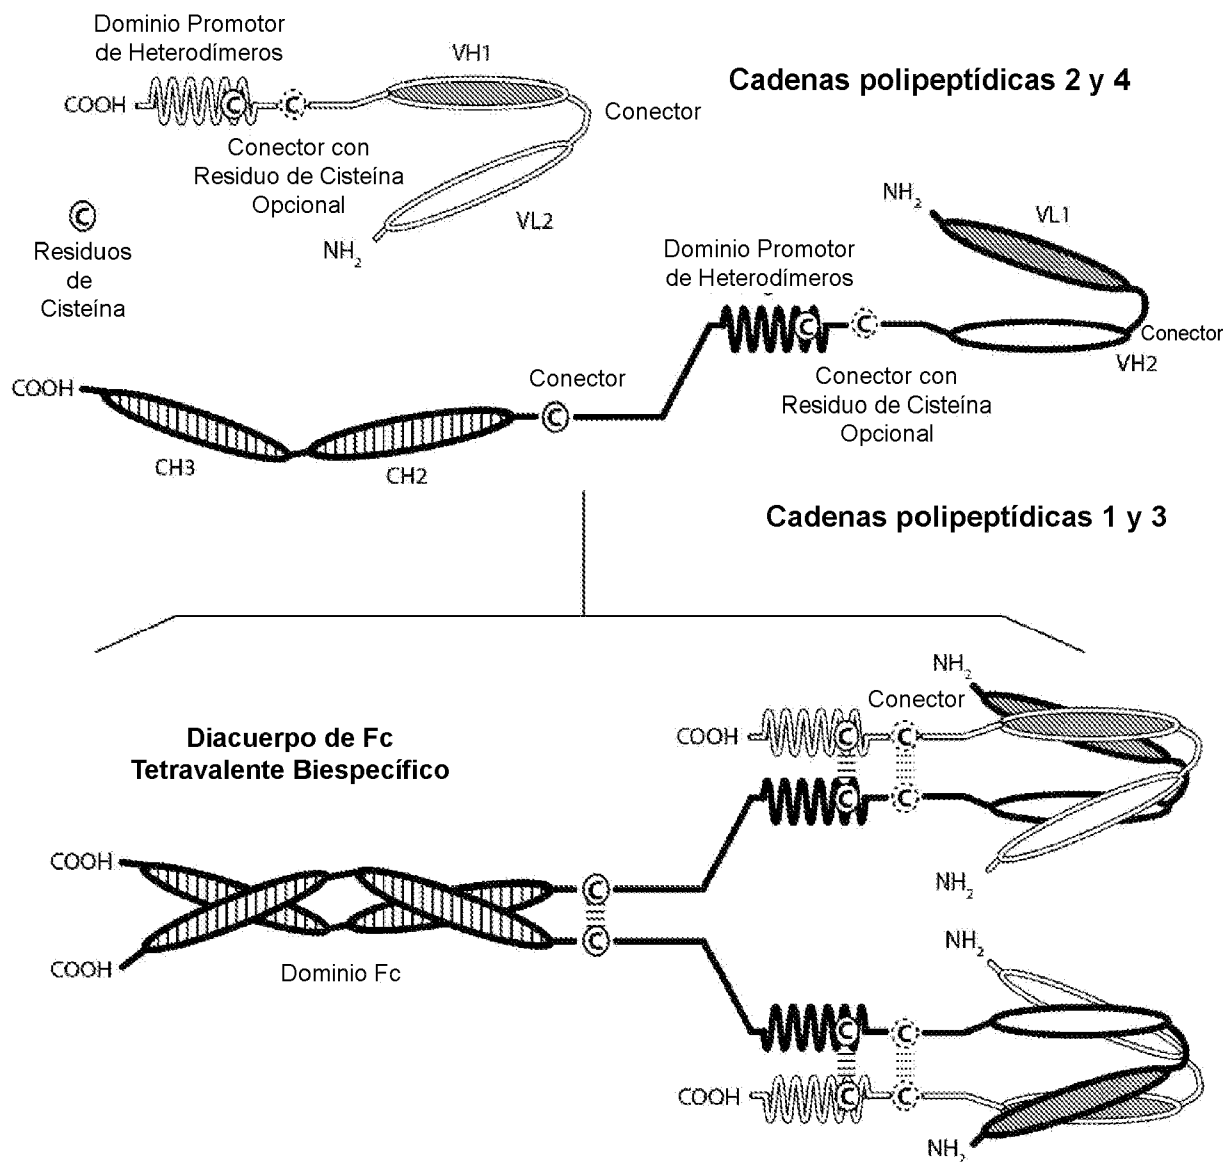 Dominio Promotor
de Heterodímeros
VH1
Cadenas polipeptídicas 2 y 4
COOH
C
C
Conector
Conector con
Residuo de Cisteína
Opcional
VL2
NH2
C
Residuos
de
Cisteína
NH2
VL1
Dominio Promotor
de Heterodímeros
C
C
Conector
VH2
Conector con
Residuo de Cisteína
Opcional
Conector
COOH
C
CH3
CH2
Cadenas polipeptídicas 1 y 3
NH2
Conector
Diacuerpo de Fc
Tetravalente Biespecífico
COOH
C
C
C
C
COOH
C
NH2
C
NH2
COOH
Dominio Fc
C
C
COOH
C
C
NH2